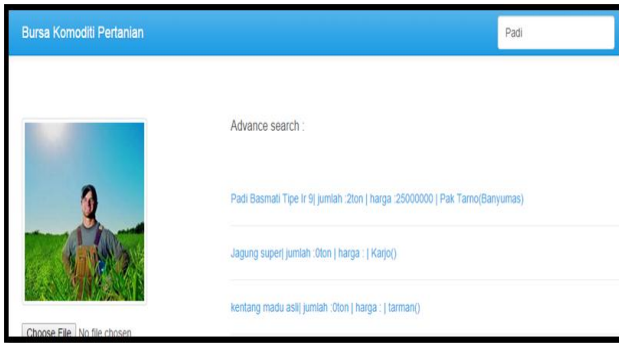 Bursa Komoditi Pertanian
Padi
Advance search :
Padi Basmati Tipe Ir 9| jumlah :2ton | harga :25000000 | Pak Tarno(Banyumas)
Jagung super| jumlah :0ton | harga : | Karjo()
kentang madu asli| jumlah :0ton | harga : | tarman()
Choose File No file chosen